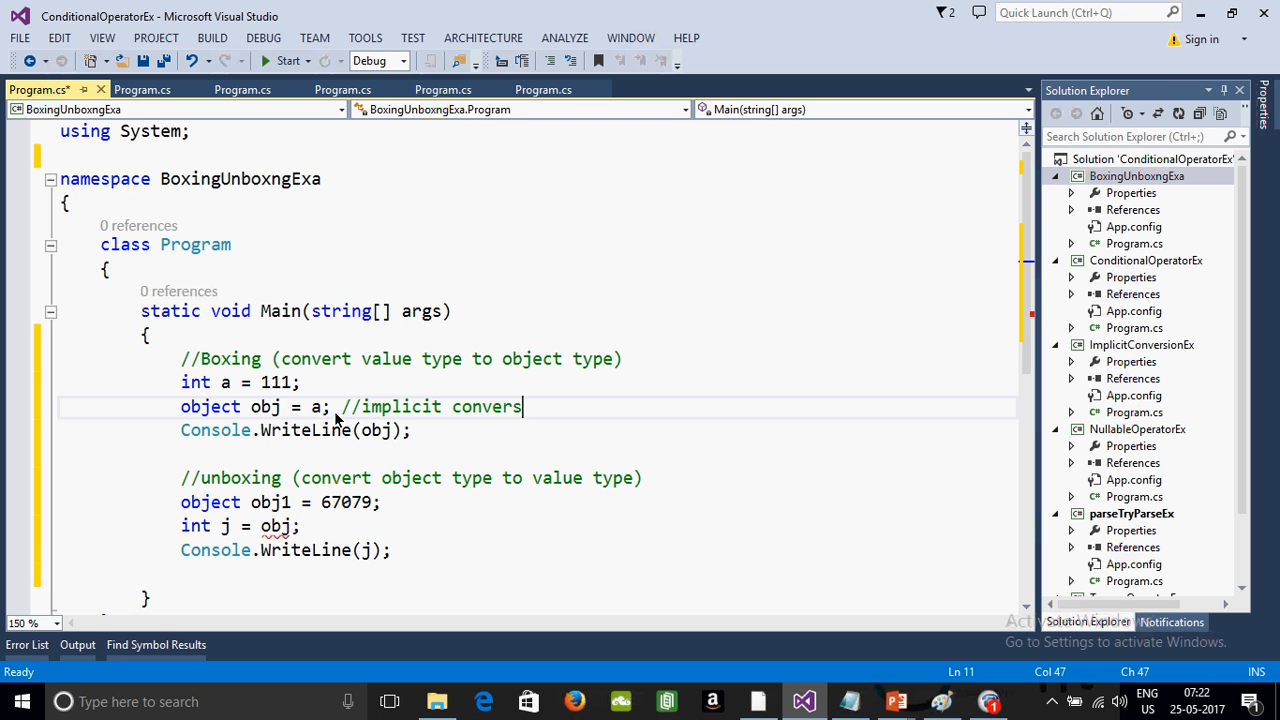 ConditionalOperatorEx - Microsoft Visual Studio
2
Quick Launch (Ctrl+Q)
FILE EDIT VIEW PROJECT BUILD DEBUG TEAM TOOLS TEST ARCHITECTURE ANALYZE WINDOW HELP
Sign in
Start Debug
Program.cs* Program.cs Program.cs Program.cs Program.cs Program.cs
BoxingUnboxngExa BoxingUnboxngExa.Program Main(string[] args)
using System;
namespace BoxingUnboxngExa
{
0 references
class Program
{
0 references
static void Main(string[] args)
{
//Boxing (convert value type to object type)
int a = 111;
object obj = a; //implicit convers
Console.WriteLine(obj);
//unboxing (convert object type to value type)
object obj1 = 67079;
int j = obj;
Console.WriteLine(j);
}
150 %
Solution Explorer
Search Solution Explorer (Ctrl+;)
Solution 'ConditionalOperatorEx'
BoxingUnboxngExa
Properties
References
App.config
Program.cs
ConditionalOperatorEx
Properties
References
App.config
Program.cs
ImplicitConversionEx
Properties
References
App.config
Program.cs
NullableOperatorEx
Properties
References
App.config
Program.cs
parseTryParseEx
Properties
References
App.config
Program.cs
Solution Explorer Notifications
Properties
Activate Windows
Go to Settings to activate Windows.
Error List Output Find Symbol Results
Ready Ln 11 Col 47 Ch 47 INS
Type here to search
ENG
IN
07:22
25-05-2017